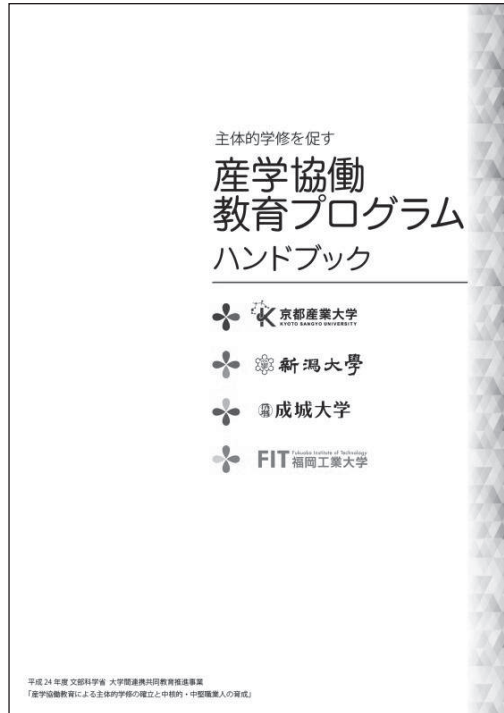 主体的学修を促す
産学協働
教育プログラム
ハンドブック
京都産業大学
KYOTO SANGYO UNIVERSITY
新潟大學
成城大学
FIT Fukuoka Institute of Technology
福岡工業大学
平成24年度 文部科学省 大学間連携共同教育推進事業
「産学協働教育による主体的学修の確立と中核的・中堅職業人の育成」